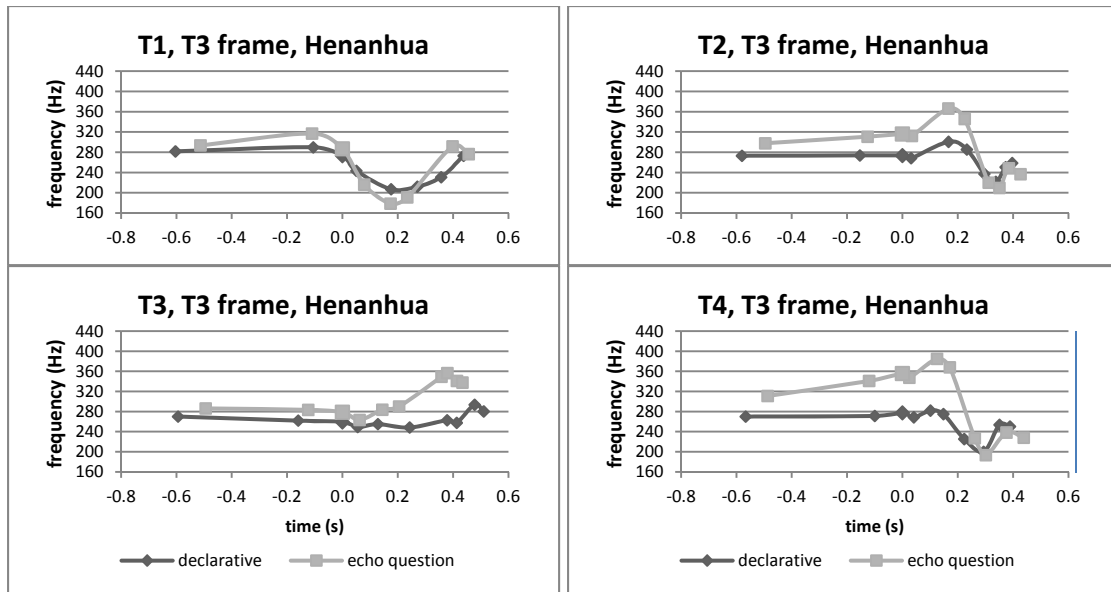 T1, T3 frame, Henanhua
frequency (Hz)
440
400
360
320
280
240
200
160
-0.8 -0.6 -0.4 -0.2 0.0 0.2 0.4 0.6
T2, T3 frame, Henanhua
frequency (Hz)
440
400
360
320
280
240
200
160
-0.8 -0.6 -0.4 -0.2 0.0 0.2 0.4 0.6
T3, T3 frame, Henanhua
frequency (Hz)
440
400
360
320
280
240
200
160
-0.8 -0.6 -0.4 -0.2 0.0 0.2 0.4 0.6
time (s)
declarative echo question
T4, T3 frame, Henanhua
frequency (Hz)
440
400
360
320
280
240
200
160
-0.8 -0.6 -0.4 -0.2 0.0 0.2 0.4 0.6
time (s)
declarative echo question